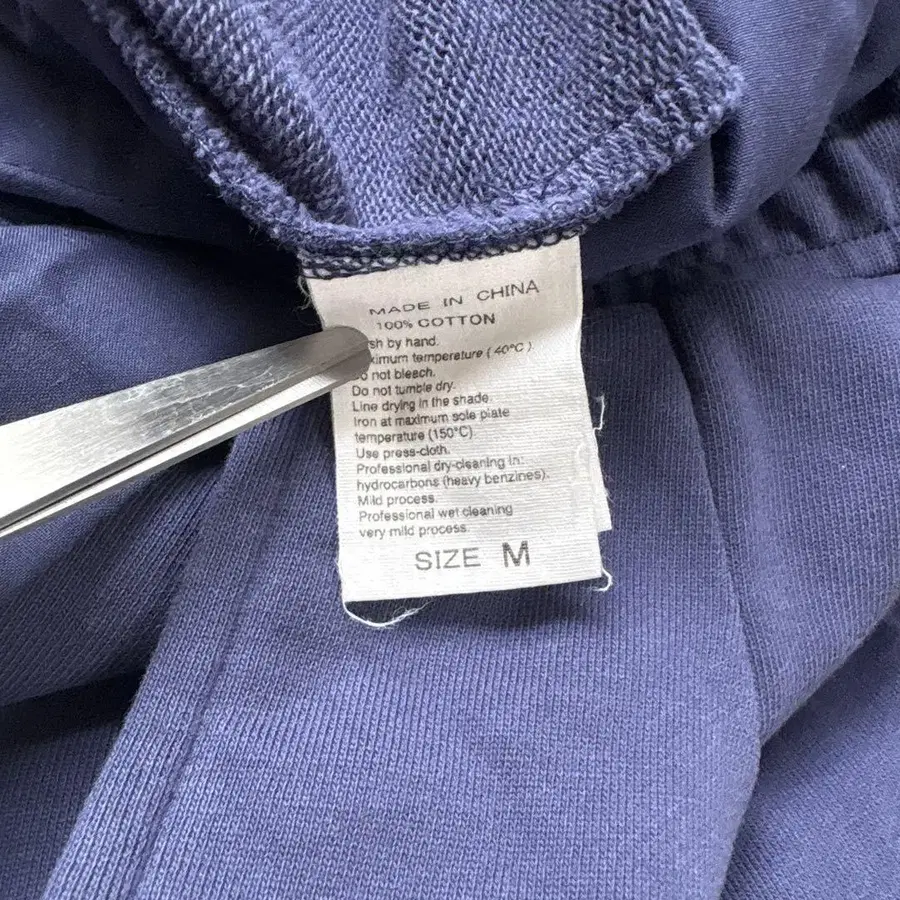 MADE IN CHINA
100% COTTON
sh by hand.
ximum temperature ( 40°C )
o not bleach.
Do not tumble dry.
Line drying in the shade.
Iron at maximum sole plate
temperature (150°C)
Use press-cloth.
Professional dry-cleaning in:
hydrocarbons (heavy benzines).
Mild process.
Professional wet cleaning
very mild process.
SIZE M